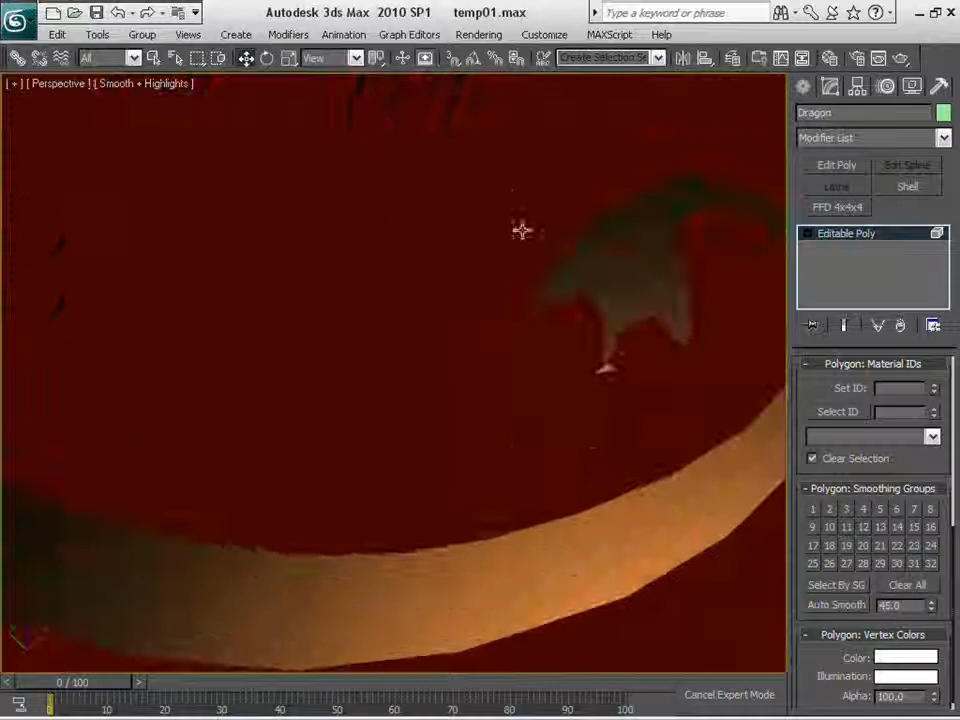 Autodesk 3ds Max 2010 SP1 temp01.max
Type a keyword or phrase
Edit Tools Group Views Create Modifiers Animation Graph Editors Rendering Customize MAXScript Help
All View Create Selection Se
[ + ] [ Perspective ] [ Smooth + Highlights ]
Dragon
Modifier List
Edit Poly Edit Spline
Lathe Shell
FFD 4x4x4
Editable Poly
- Polygon: Material IDs
Set ID:
Select ID
Clear Selection
- Polygon: Smoothing Groups
1 2 3 4 5 6 7 8
9 10 11 12 13 14 15 16
17 18 19 20 21 22 23 24
25 26 27 28 29 30 31 32
Select By SG Clear All
Auto Smooth 45.0
- Polygon: Vertex Colors
Color:
Illumination:
Alpha: 100.0
< 0 / 100 >
Cancel Expert Mode
0 10 20 30 40 50 60 70 80 90 100